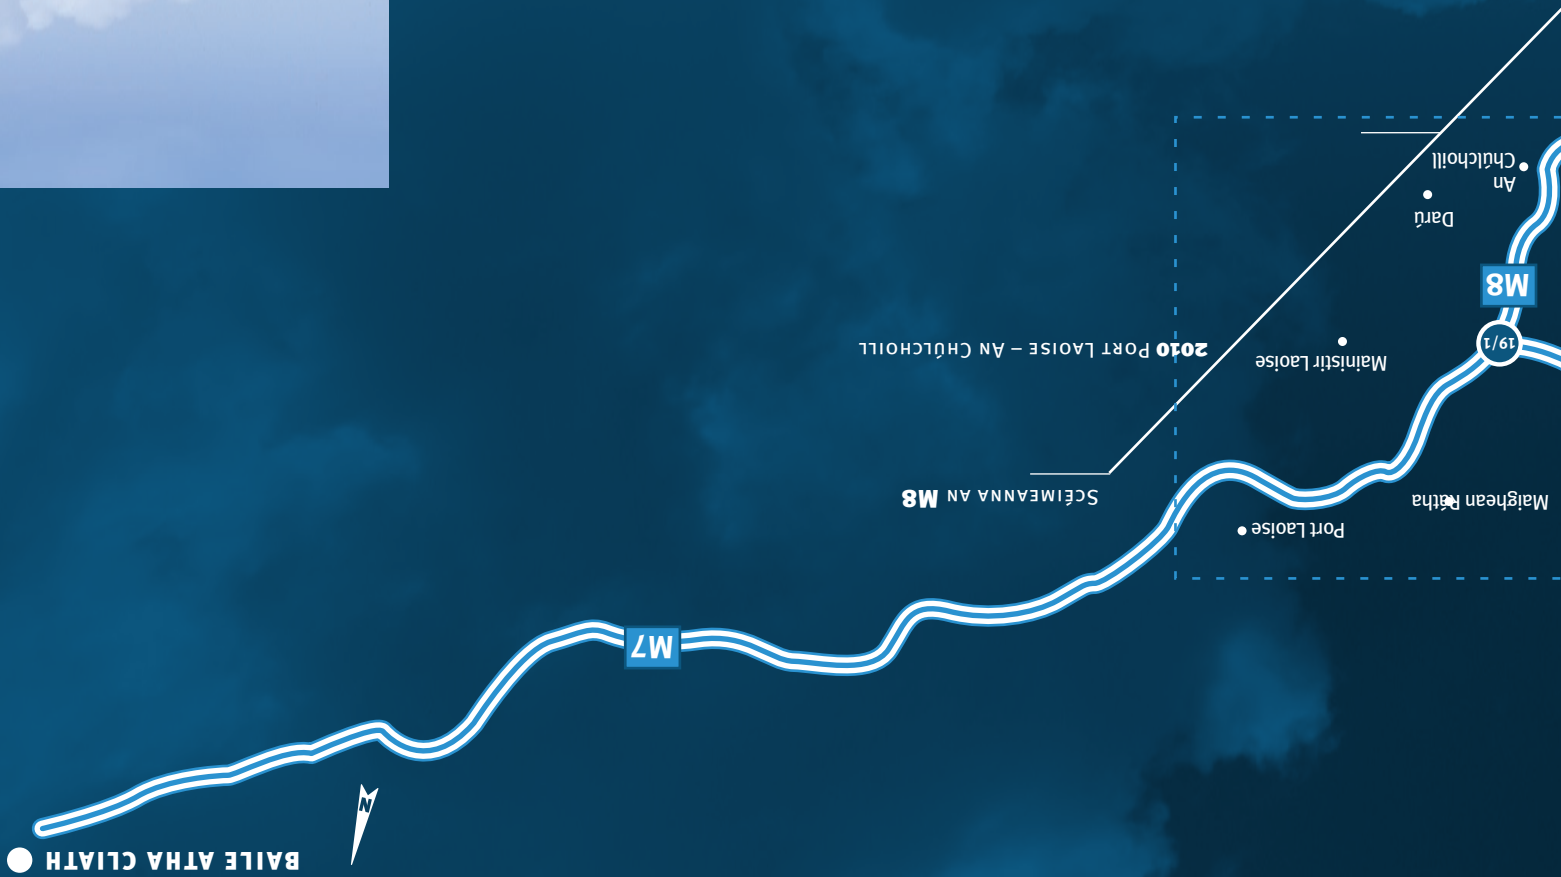 BAILE ATHA CLIATH
N
M7
Port Laoise
Maighean Rátha
SCÉIMEANNA AN M8
Mainistir Laoise
2010 PORT LAOISE – AN CHÚLCHOILL
19/1
M8
Darú
An
Chúlchoill